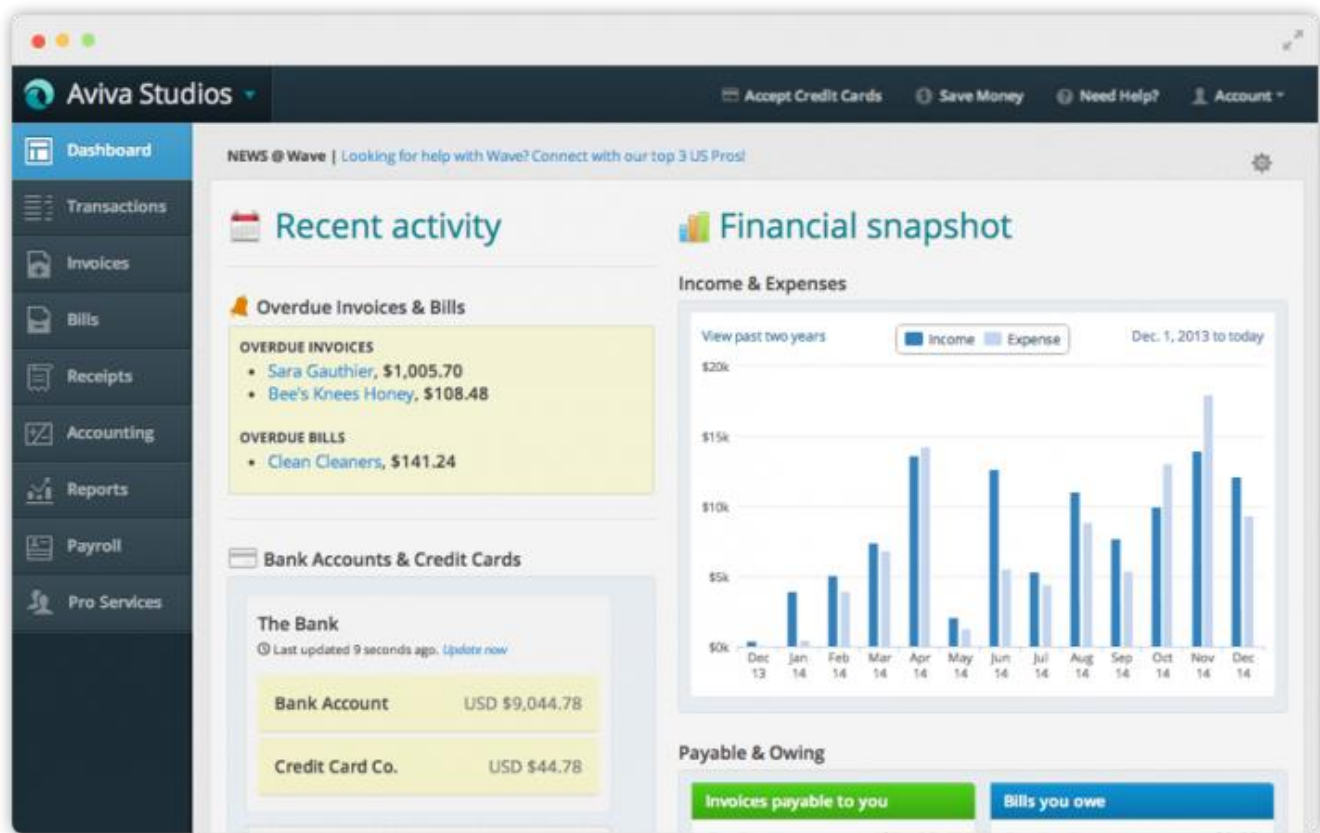 Aviva Studios
Accept Credit Cards
Save Money
Need Help?
Account
Dashboard
Transactions
Invoices
Bills
Receipts
Accounting
Reports
Payroll
Pro Services
NEWS @ Wave | Looking for help with Wave? Connect with our top 3 US Pros!
Recent activity
Overdue Invoices & Bills
OVERDUE INVOICES
• Sara Gauthier, $1,005.70
• Bee's Knees Honey, $108.48
OVERDUE BILLS
• Clean Cleaners, $141.24
Bank Accounts & Credit Cards
The Bank
Last updated 9 seconds ago. Update now
Bank Account USD $9,044.78
Credit Card Co. USD $44.78
Financial snapshot
Income & Expenses
View past two years
Income Expense
Dec. 1, 2013 to today
$20k
$15k
$10k
$5k
$0k
Dec Jan Feb Mar Apr May Jun Jul Aug Sep Oct Nov Dec
13 14 14 14 14 14 14 14 14 14 14 14 14
Payable & Owing
Invoices payable to you
Bills you owe